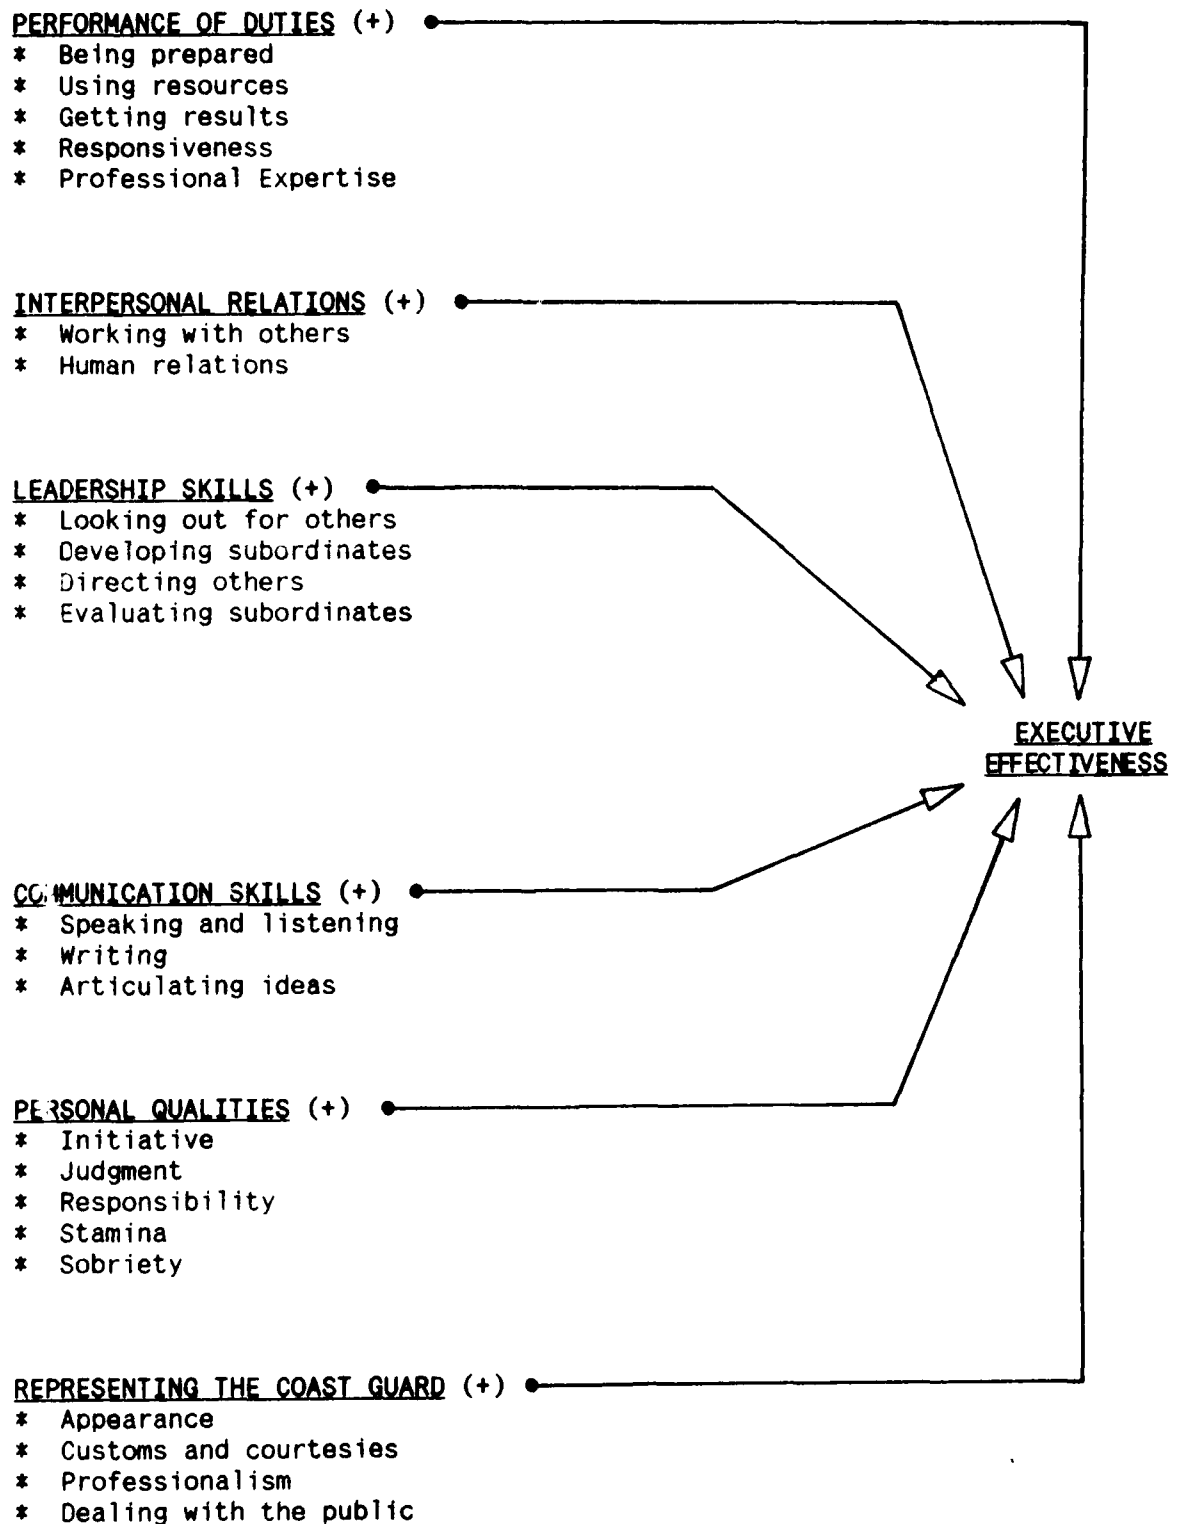 PERFORMANCE OF DUTIES (+)
* Being prepared
* Using resources
* Getting results
* Responsiveness
* Professional Expertise
INTERPERSONAL RELATIONS (+)
* Working with others
* Human relations
LEADERSHIP SKILLS (+)
* Looking out for others
* Developing subordinates
* Directing others
* Evaluating subordinates
EXECUTIVE
EFFECTIVENESS
COMMUNICATION SKILLS (+)
* Speaking and listening
* Writing
* Articulating ideas
PERSONAL QUALITIES (+)
* Initiative
* Judgment
* Responsibility
* Stamina
* Sobriety
REPRESENTING THE COAST GUARD (+)
* Appearance
* Customs and courtesies
* Professionalism
* Dealing with the public